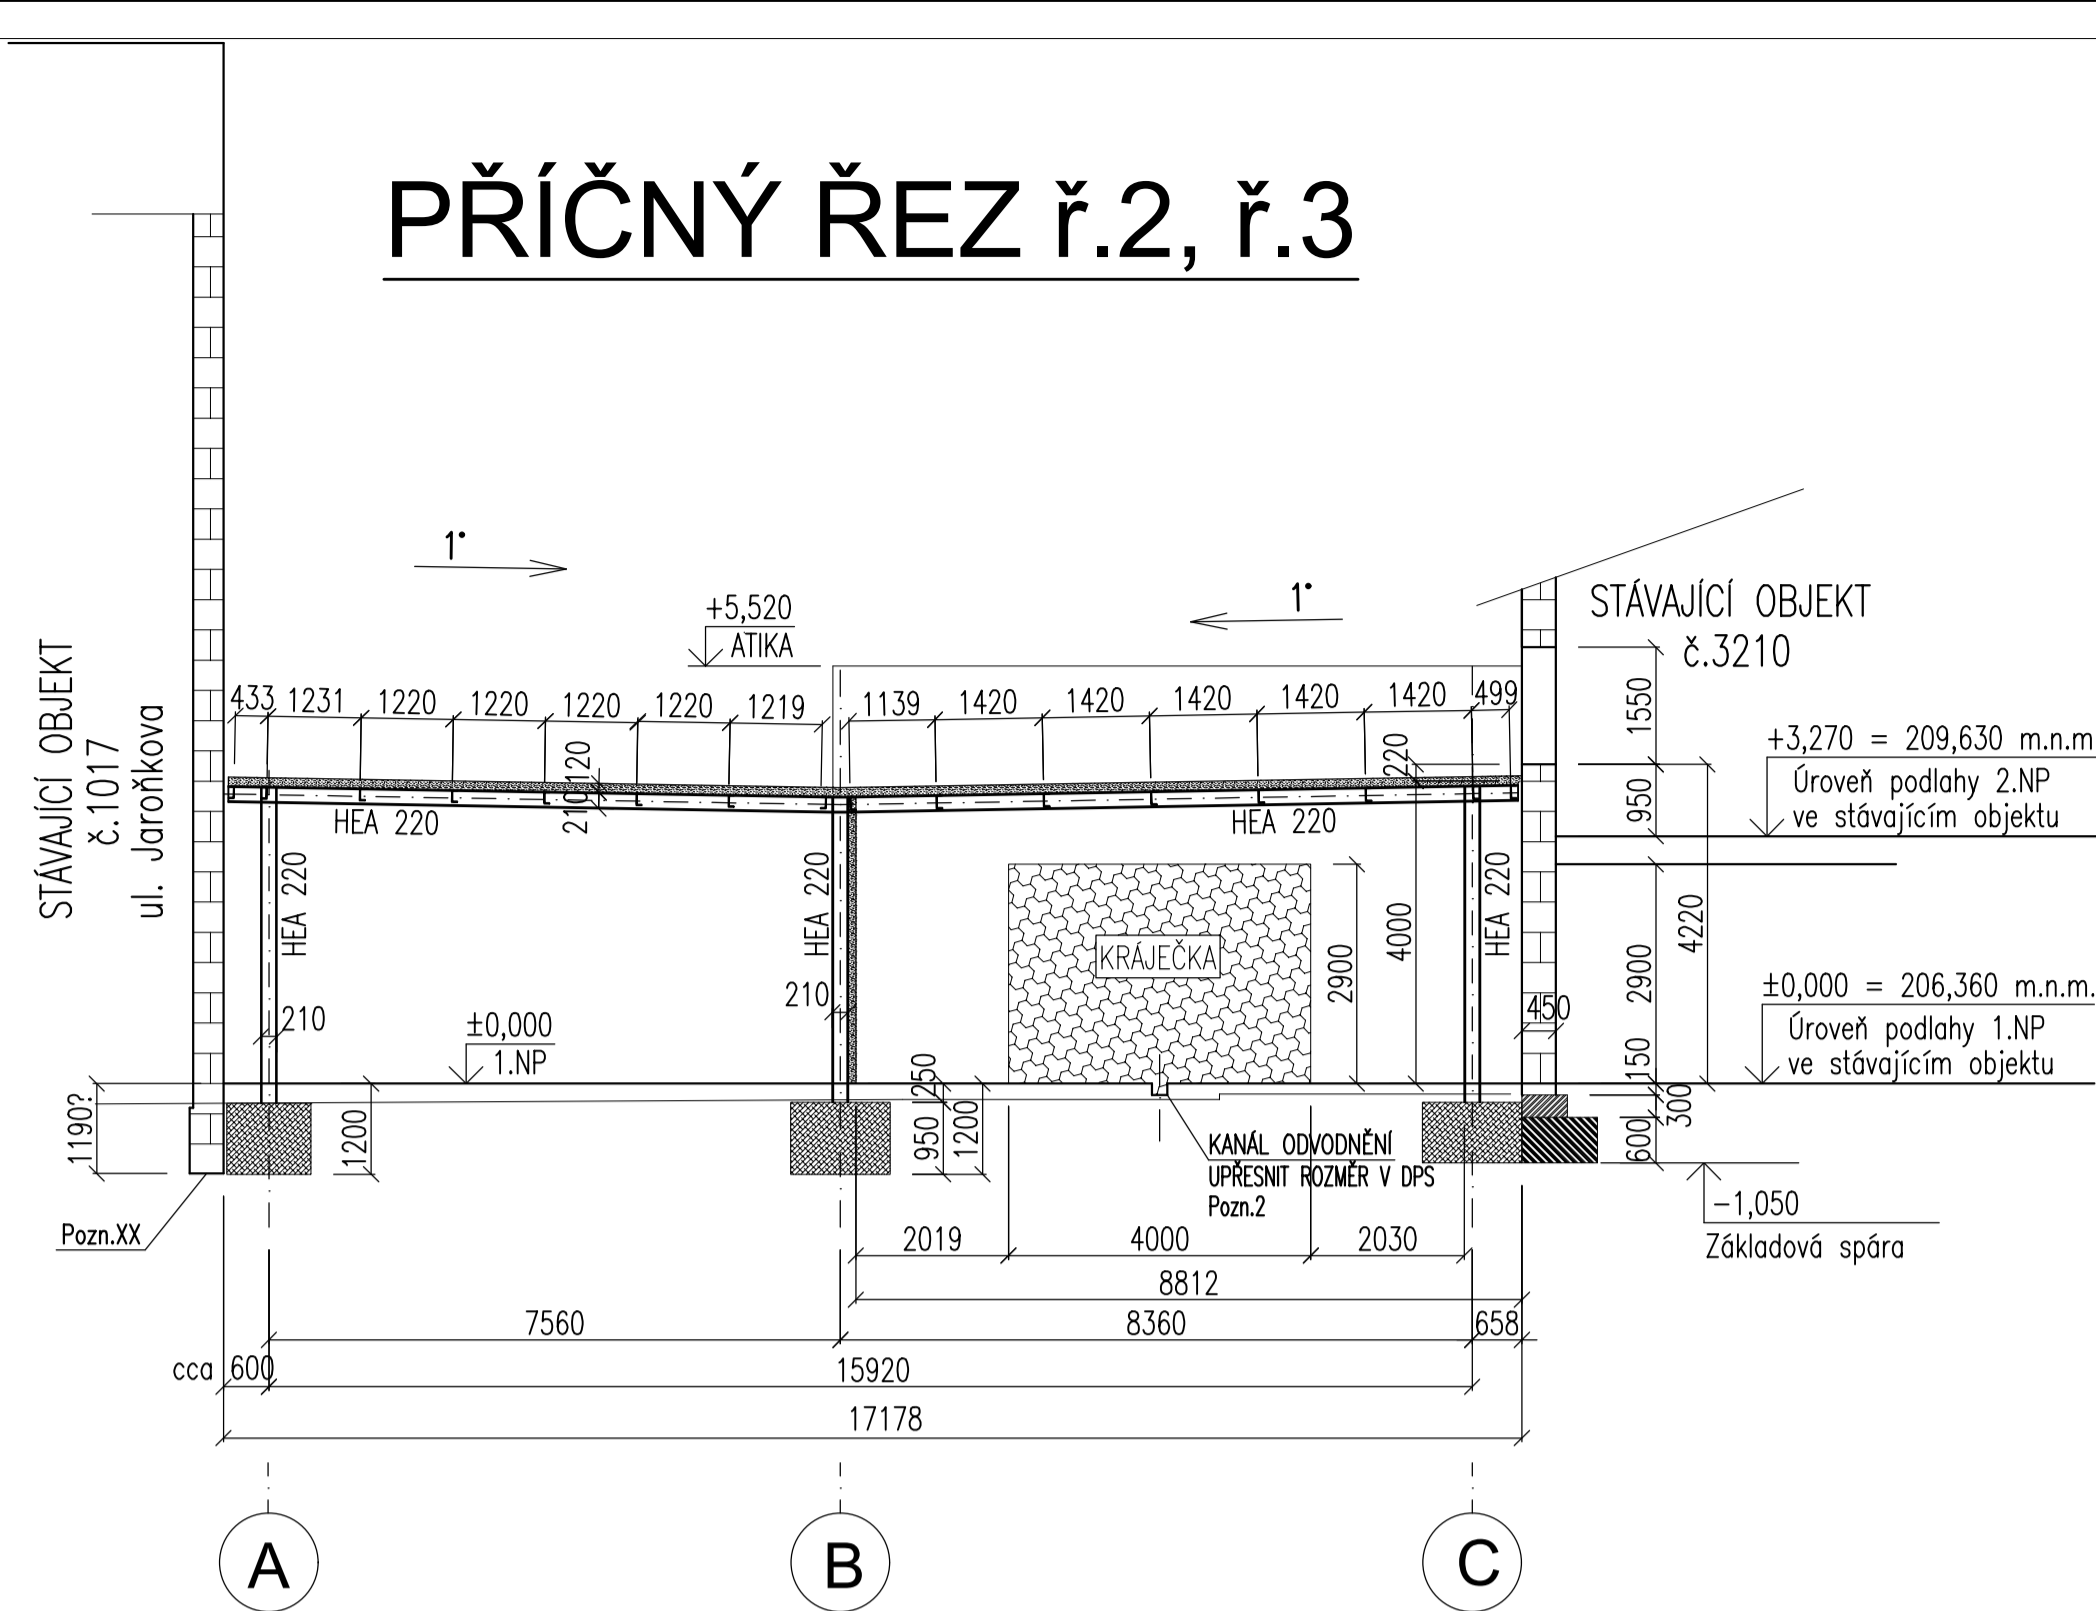 PŘÍČNÝ ŘEZ ř.2, ř.3
1°
1°
+5,520
ATIKA
STÁVAJÍCÍ OBJEKT
č.3210
STÁVAJÍCÍ OBJEKT
č.1017
ul. Jaroňkova
433 1231 1220 1220 1220 1220 1219 1139 1420 1420 1420 1420 1420 499
120
210
220
1550
950
+3,270 = 209,630 m.n.m.
Úroveň podlahy 2.NP
ve stávajícím objektu
HEA 220
HEA 220
HEA 220
HEA 220
HEA 220
KRÁJEČKA
2900
4000
2900
4220
210
210
450
±0,000
1.NP
±0,000 = 206,360 m.n.m.
Úroveň podlahy 1.NP
ve stávajícím objektu
150
300
600
1190?
1200
250
950
1200
KANÁL ODVODNĚNÍ
UPŘESNIT ROZMĚR V DPS
Pozn.2
Pozn.XX
-1,050
Základová spára
2019 4000 2030
8812
7560 8360 658
cca 600 15920
17178
A B C